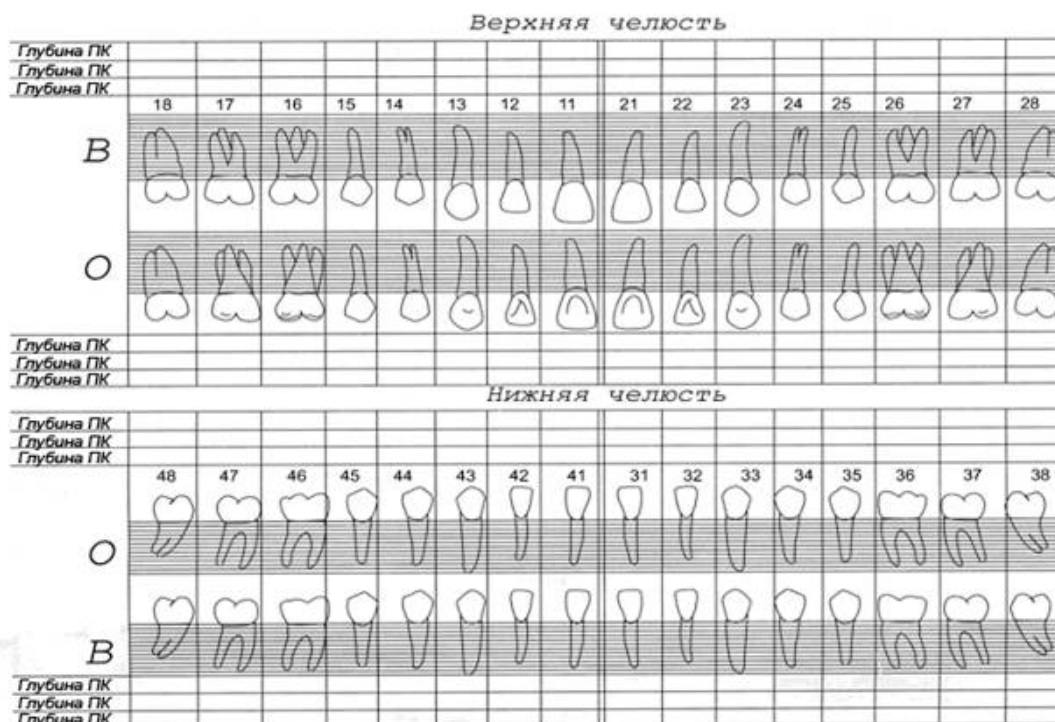 Верхняя челюсть
Глубина ПК
Глубина ПК
Глубина ПК
18 17 16 15 14 13 12 11 21 22 23 24 25 26 27 28
В
О
Глубина ПК
Глубина ПК
Глубина ПК
Нижняя челюсть
Глубина ПК
Глубина ПК
Глубина ПК
48 47 46 45 44 43 42 41 31 32 33 34 35 36 37 38
О
В
Глубина ПК
Глубина ПК
Глубина ПК